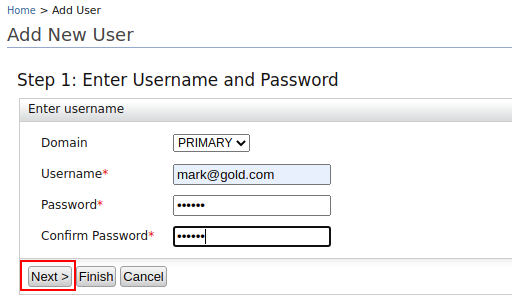 Home > Add User
Add New User
Step 1: Enter Username and Password
Enter username
Domain PRIMARY
Username* mark@gold.com
Password* ••••••
Confirm Password* ••••••
Next > Finish Cancel